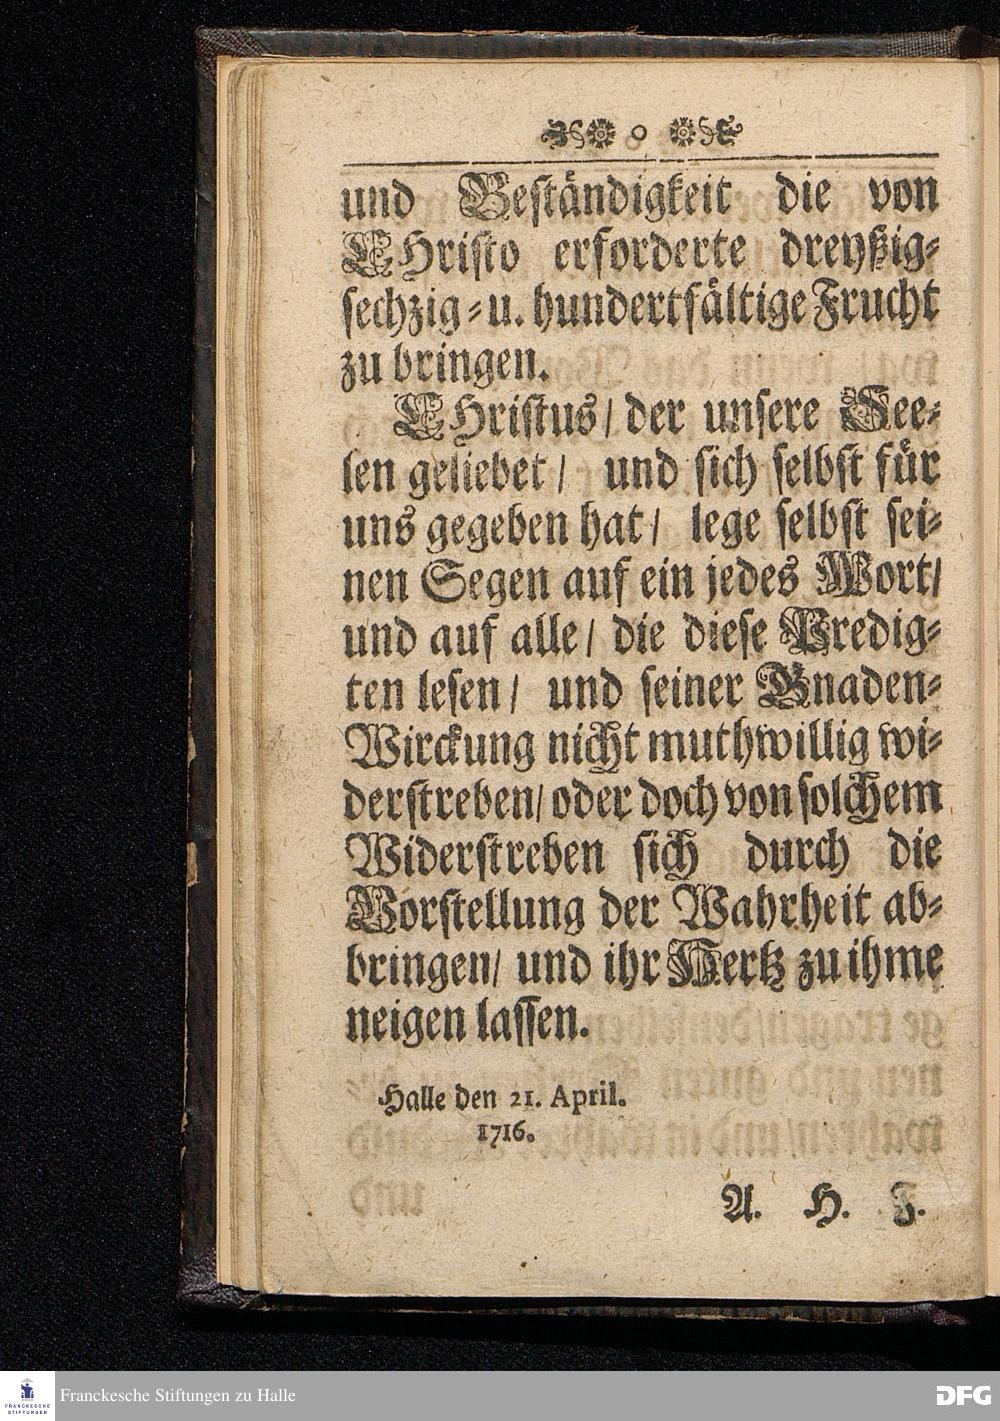 und Beständigkeit die von
CHristo erforderte dreyßig-
sechzig-u. hundertfältige Frucht
zu bringen.
CHristus/ der unsere See-
len geliebet/ und sich selbst für
uns gegeben hat/ lege selbst sei-
nen Segen auf ein jedes Wort/
und auf alle/ die diese Predig-
ten lesen/ und seiner Gnaden-
Wirckung nicht muthwillig wi-
derstreben/ oder doch von solchem
Widerstreben sich durch die
Vorstellung der Wahrheit ab-
bringen/ und ihr Hertz zu ihme
neigen lassen.
Halle den 21. April.
1716.
A. H. F.
FRANCKESCHE
STIFTUNGEN
Franckesche Stiftungen zu Halle
DFG